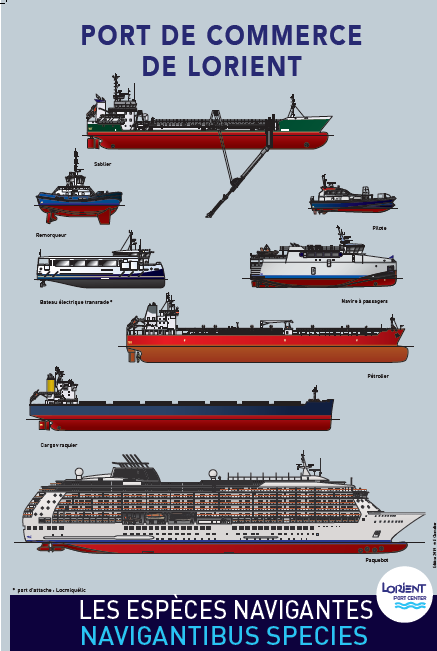 PORT DE COMMERCE
DE LORIENT
Sablier
Remorqueur
Pilote
Bateau électrique transrade*
Navire à passagers
Pétrolier
Cargo vraquier
Paquebot
* port d'attache : Locmiquélic
LORIENT
PORT CENTER
LES ESPÈCES NAVIGANTES
NAVIGANTIBUS SPECIES